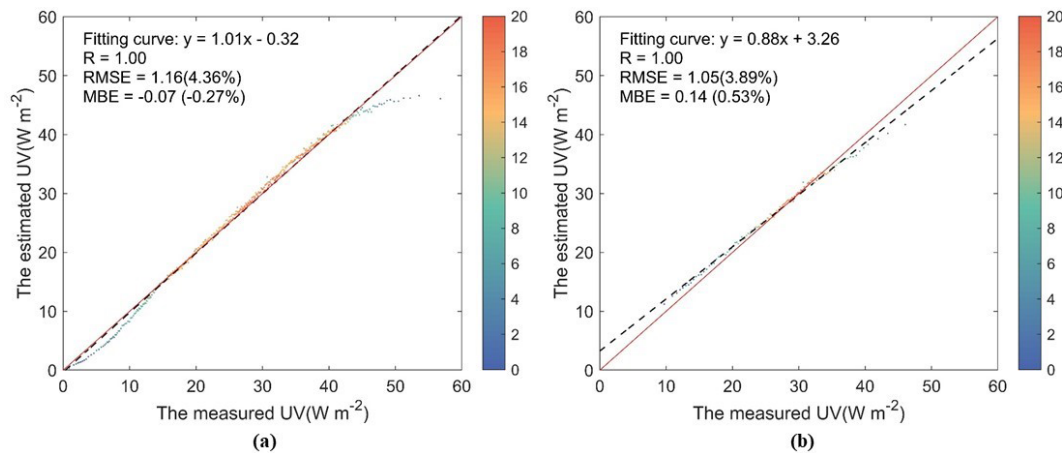 Fitting curve: y = 1.01x - 0.32
R = 1.00
RMSE = 1.16(4.36%)
MBE = -0.07 (-0.27%)
The estimated UV(W m⁻²)
60
50
40
30
20
10
0
0 10 20 30 40 50 60
The measured UV(W m⁻²)
20
18
16
14
12
10
8
6
4
2
0
(a)
Fitting curve: y = 0.88x + 3.26
R = 1.00
RMSE = 1.05(3.89%)
MBE = 0.14 (0.53%)
The estimated UV(W m⁻²)
60
50
40
30
20
10
0
0 10 20 30 40 50 60
The measured UV(W m⁻²)
20
18
16
14
12
10
8
6
4
2
0
(b)